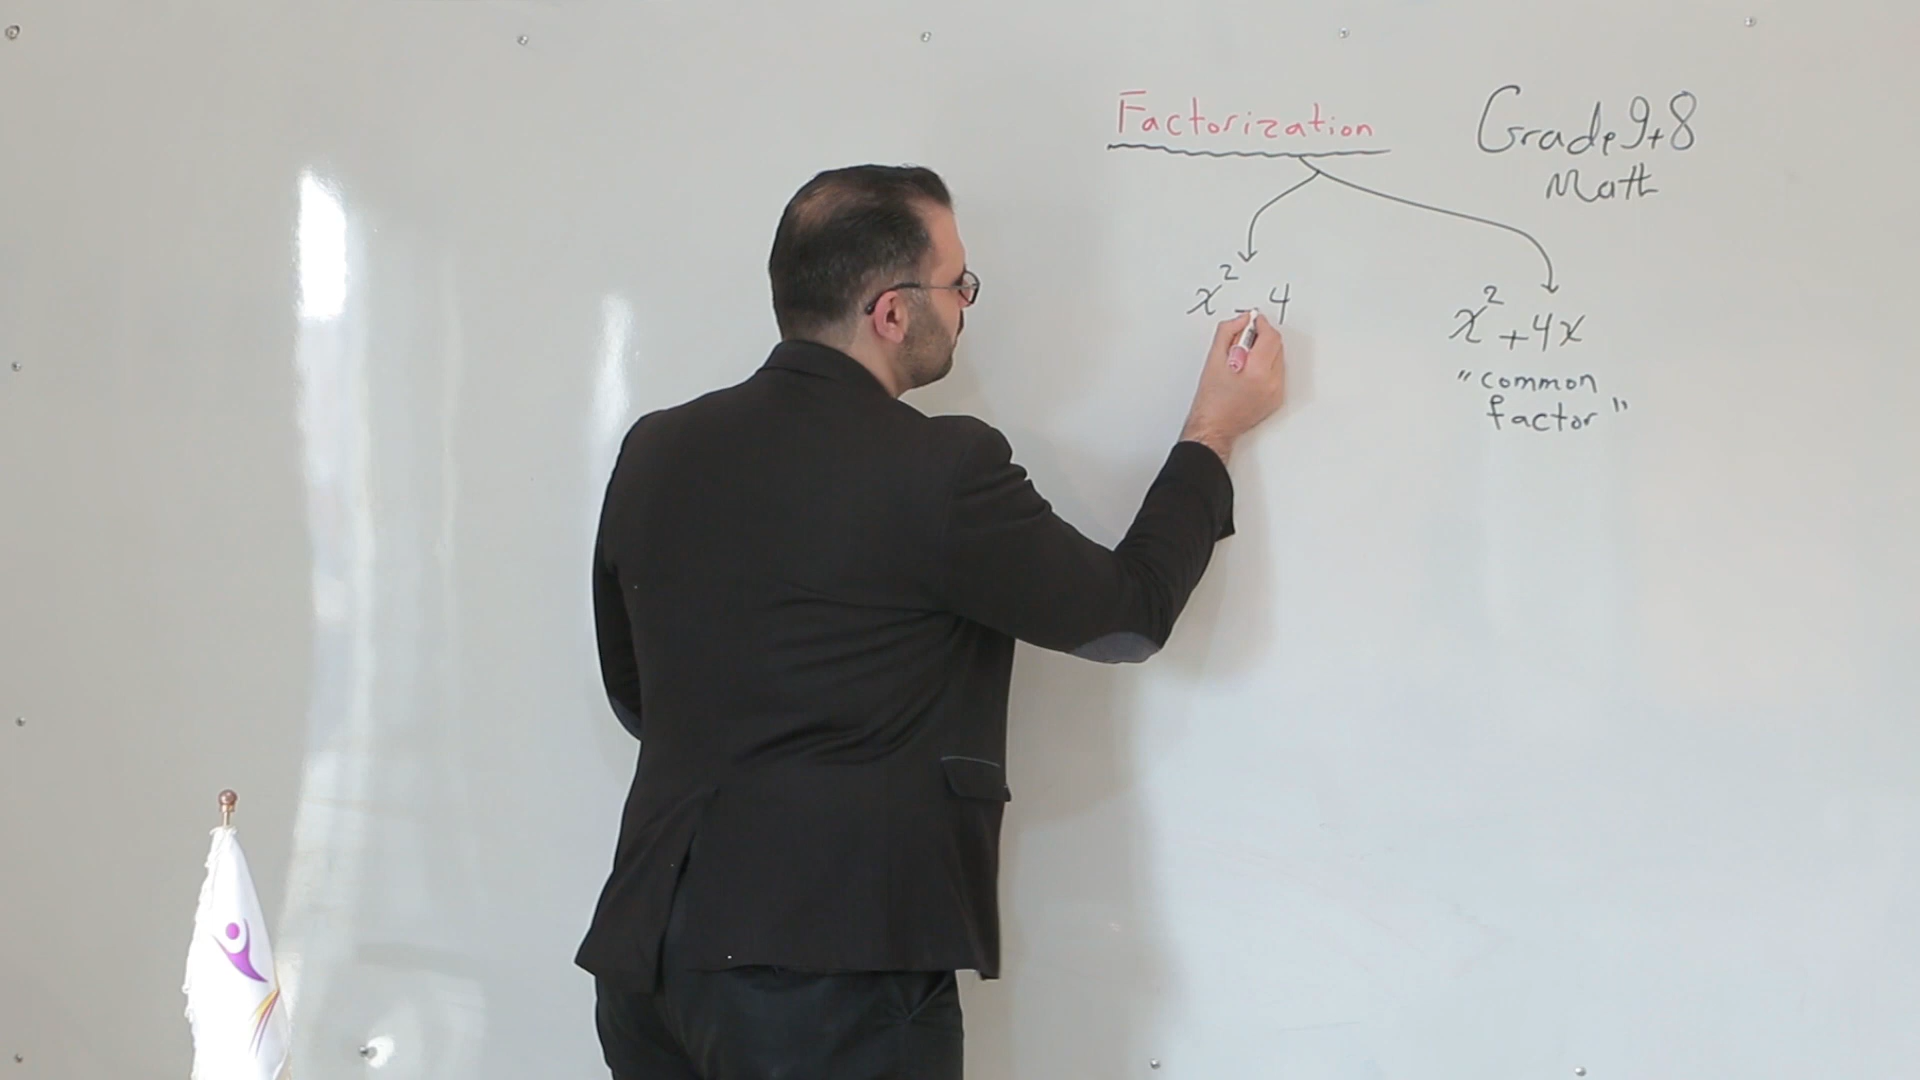 Factorization
Grade 9+8
Math
x² - 4
x² + 4x
"common
factor"